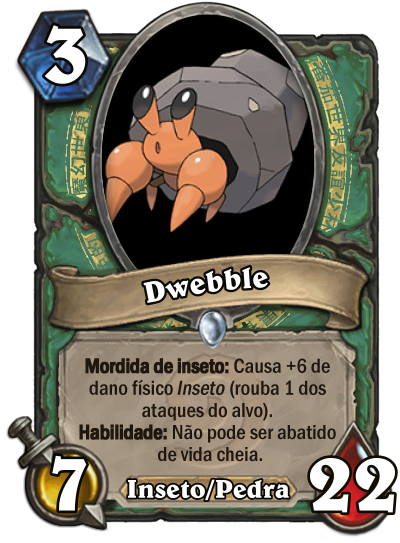 3
Dwebble
Mordida de inseto: Causa +6 de
dano físico Inseto (rouba 1 dos
ataques do alvo).
Habilidade: Não pode ser abatido
de vida cheia.
7
Inseto/Pedra
22